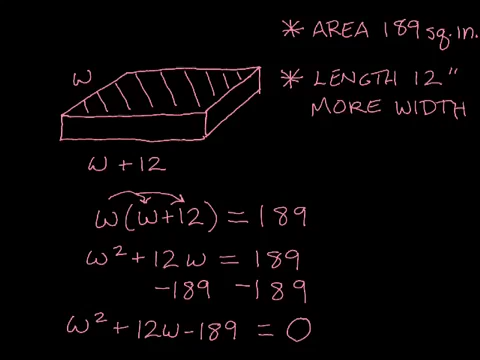 * AREA 189 sq.in.
* LENGTH 12"
MORE WIDTH
w
w + 12
w(w+12) = 189
w² + 12w = 189
-189 -189
w² + 12w - 189 = 0